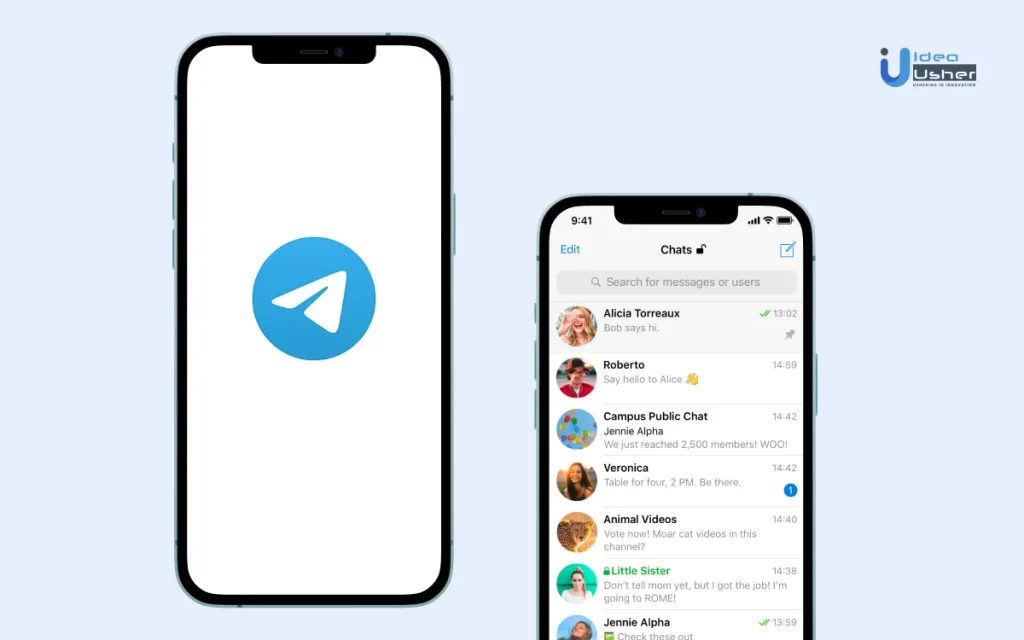 Idea
Usher
USHERING IN INNOVATION
9:41
Edit
Chats
Search for messages or users
Alicia Torreaux
13:02
Bob says hi.
Roberto
14:59
Say hello to Alice 👋
Campus Public Chat
14:42
Jennie Alpha
We just reached 2,500 members! WOO!
Veronica
14:42
Table for four, 2 PM. Be there.
1
Animal Videos
14:40
Vote now! Moar cat videos in this
channel?
Little Sister
14:38
Don't tell mom yet, but I got the job! I'm
going to ROME!
Jennie Alpha
13:59
🖼️ Check these out